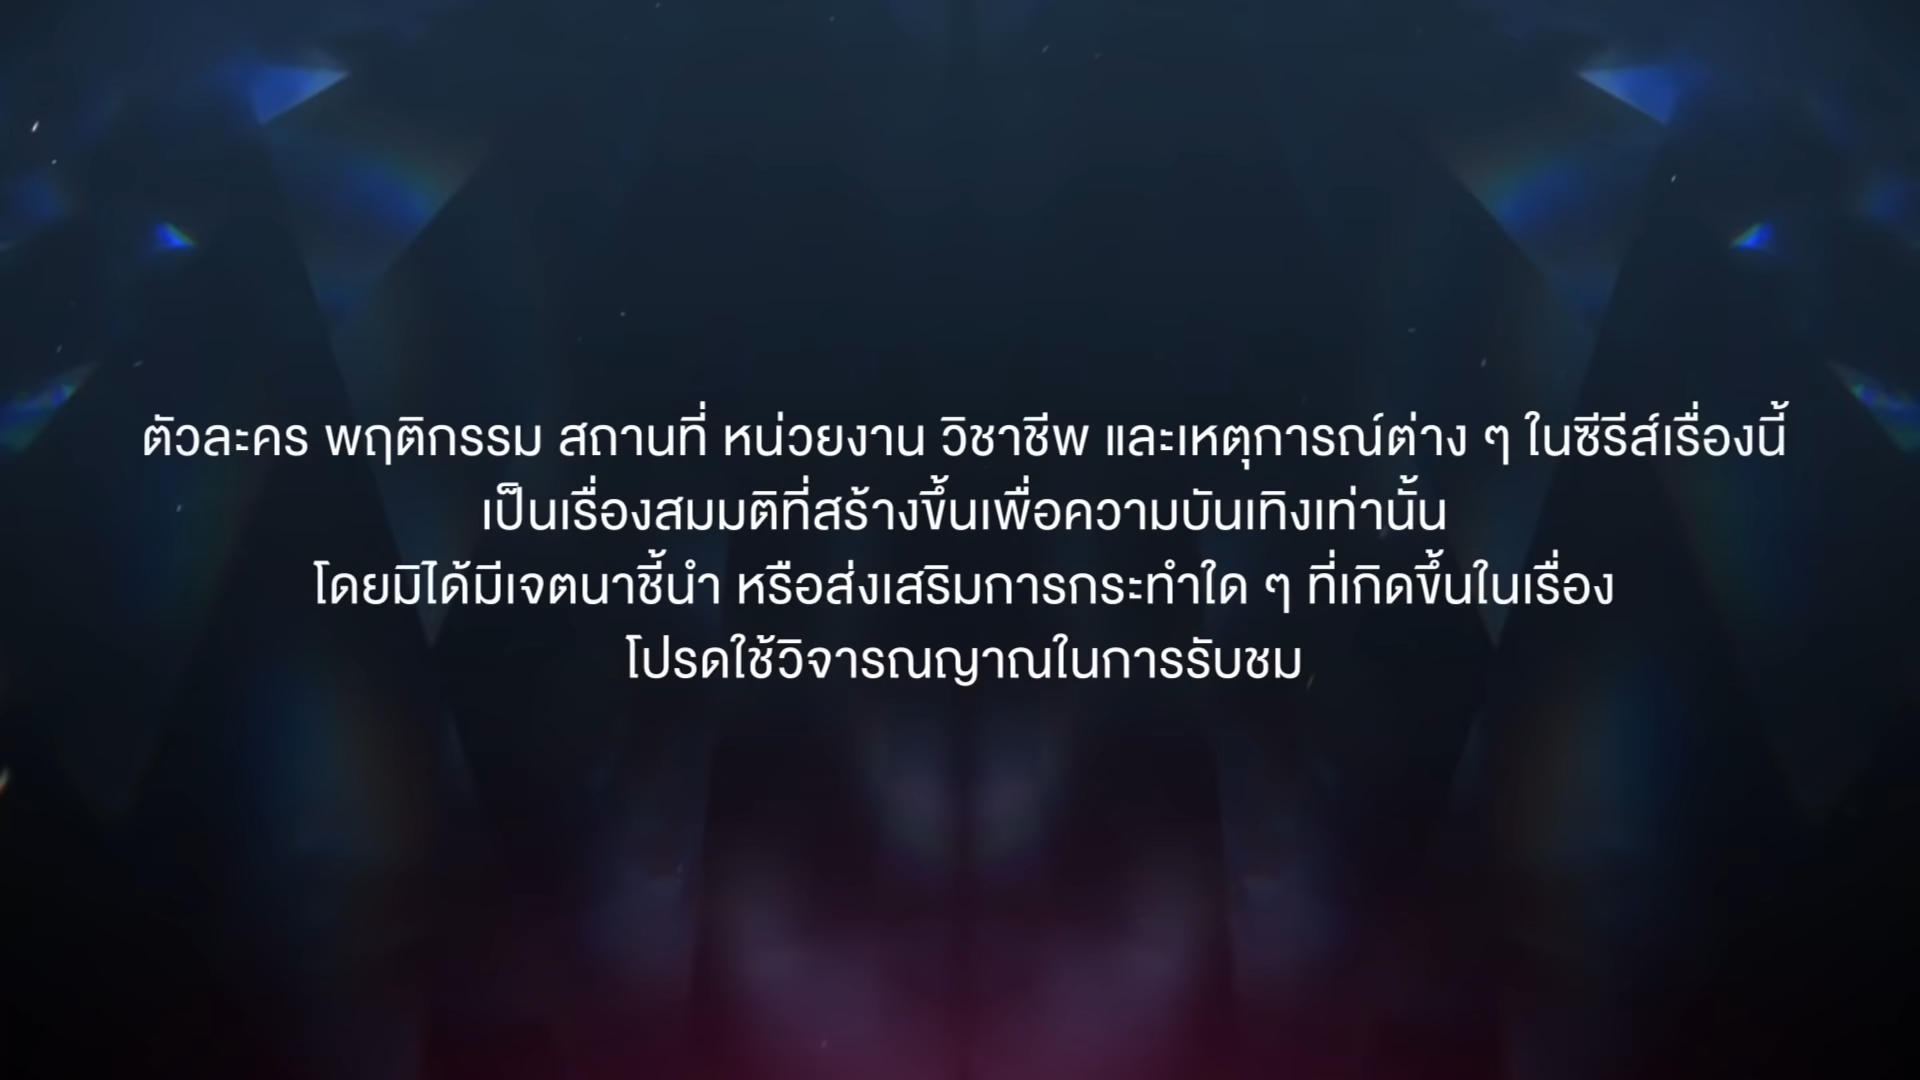 ตัวละคร พฤติกรรม สถานที่ หน่วยงาน วิชาชีพ และเหตุการณ์ต่าง ๆ ในซีรีส์เรื่องนี้
เป็นเรื่องสมมติที่สร้างขึ้นเพื่อความบันเทิงเท่านั้น
โดยมิได้มีเจตนาชี้นำ หรือส่งเสริมการกระทำใด ๆ ที่เกิดขึ้นในเรื่อง
โปรดใช้วิจารณญาณในการรับชม